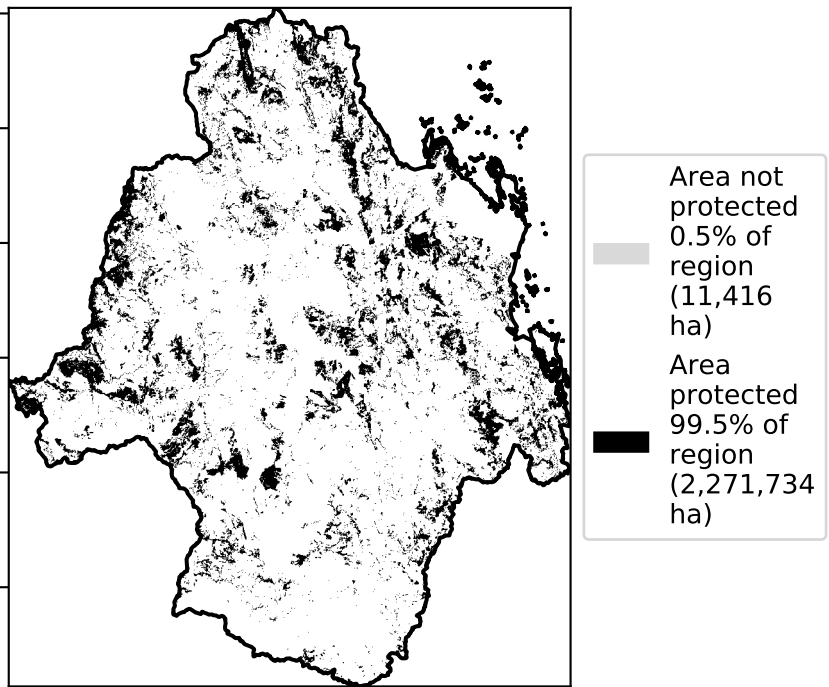 Area not
protected
0.5% of
region
(11,416
ha)
Area
protected
99.5% of
region
(2,271,734
ha)